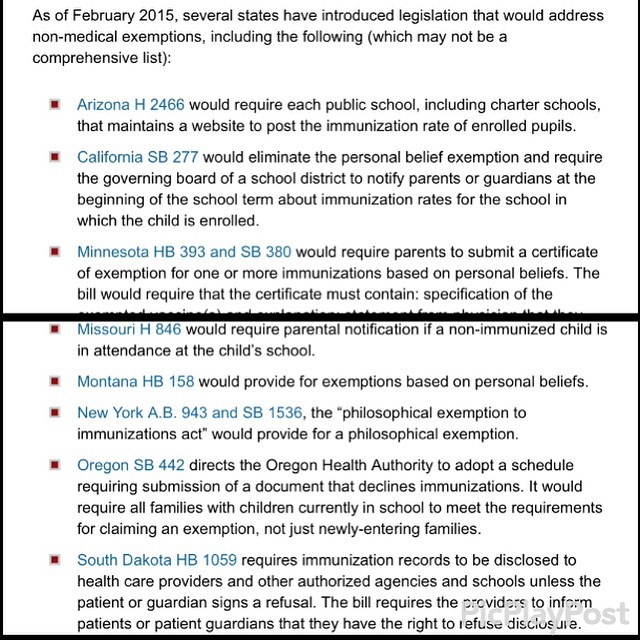 As of February 2015, several states have introduced legislation that would address
non-medical exemptions, including the following (which may not be a
comprehensive list):
Arizona H 2466 would require each public school, including charter schools,
that maintains a website to post the immunization rate of enrolled pupils.
California SB 277 would eliminate the personal belief exemption and require
the governing board of a school district to notify parents or guardians at the
beginning of the school term about immunization rates for the school in
which the child is enrolled.
Minnesota HB 393 and SB 380 would require parents to submit a certificate
of exemption for one or more immunizations based on personal beliefs. The
bill would require that the certificate must contain: specification of the
Missouri H 846 would require parental notification if a non-immunized child is
in attendance at the child's school.
Montana HB 158 would provide for exemptions based on personal beliefs.
New York A.B. 943 and SB 1536, the "philosophical exemption to
immunizations act" would provide for a philosophical exemption.
Oregon SB 442 directs the Oregon Health Authority to adopt a schedule
requiring submission of a document that declines immunizations. It would
require all families with children currently in school to meet the requirements
for claiming an exemption, not just newly-entering families.
South Dakota HB 1059 requires immunization records to be disclosed to
health care providers and other authorized agencies and schools unless the
patient or guardian signs a refusal. The bill requires the providers to inform
patients or patient guardians that they have the right to refuse disclosure.
PicPlayPost